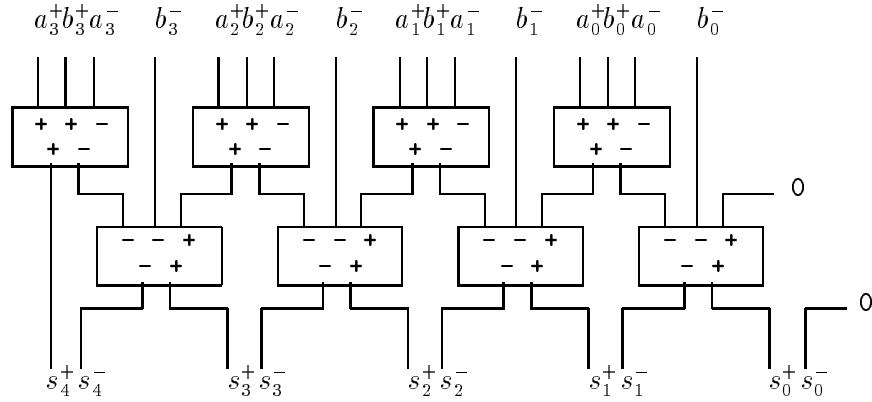 a₃⁺b₃⁺a₃⁻ b₃⁻ a₂⁺b₂⁺a₂⁻ b₂⁻ a₁⁺b₁⁺a₁⁻ b₁⁻ a₀⁺b₀⁺a₀⁻ b₀⁻
+ + − + + − + + − + + −
+ − + − + − + −
0
− − + − − + − − + − − +
− + − + − + − +
0
s₄⁺ s₄⁻ s₃⁺ s₃⁻ s₂⁺ s₂⁻ s₁⁺ s₁⁻ s₀⁺ s₀⁻